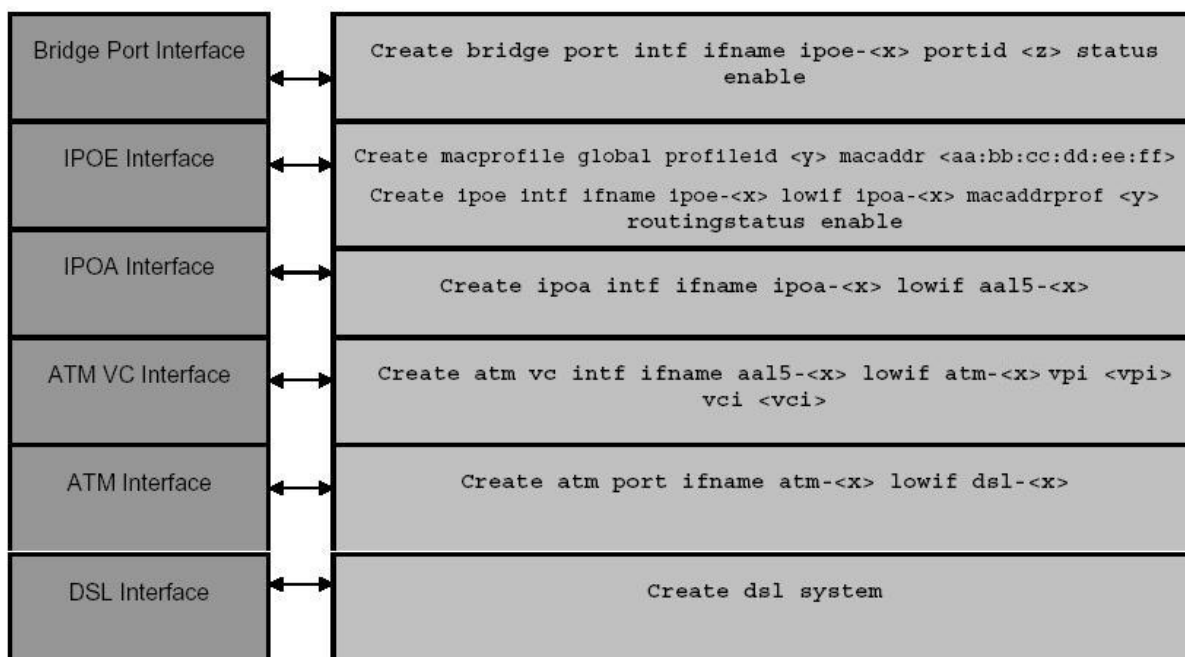 Bridge Port Interface
Create bridge port intf ifname ipoe-<x> portid <z> status
enable
IPOE Interface
Create macprofile global profileid <y> macaddr <aa:bb:cc:dd:ee:ff>
Create ipoe intf ifname ipoe-<x> lowif ipoa-<x> macaddrprof <y>
routingstatus enable
IPOA Interface
Create ipoa intf ifname ipoa-<x> lowif aal5-<x>
ATM VC Interface
Create atm vc intf ifname aal5-<x> lowif atm-<x> vpi <vpi>
vci <vci>
ATM Interface
Create atm port ifname atm-<x> lowif dsl-<x>
DSL Interface
Create dsl system